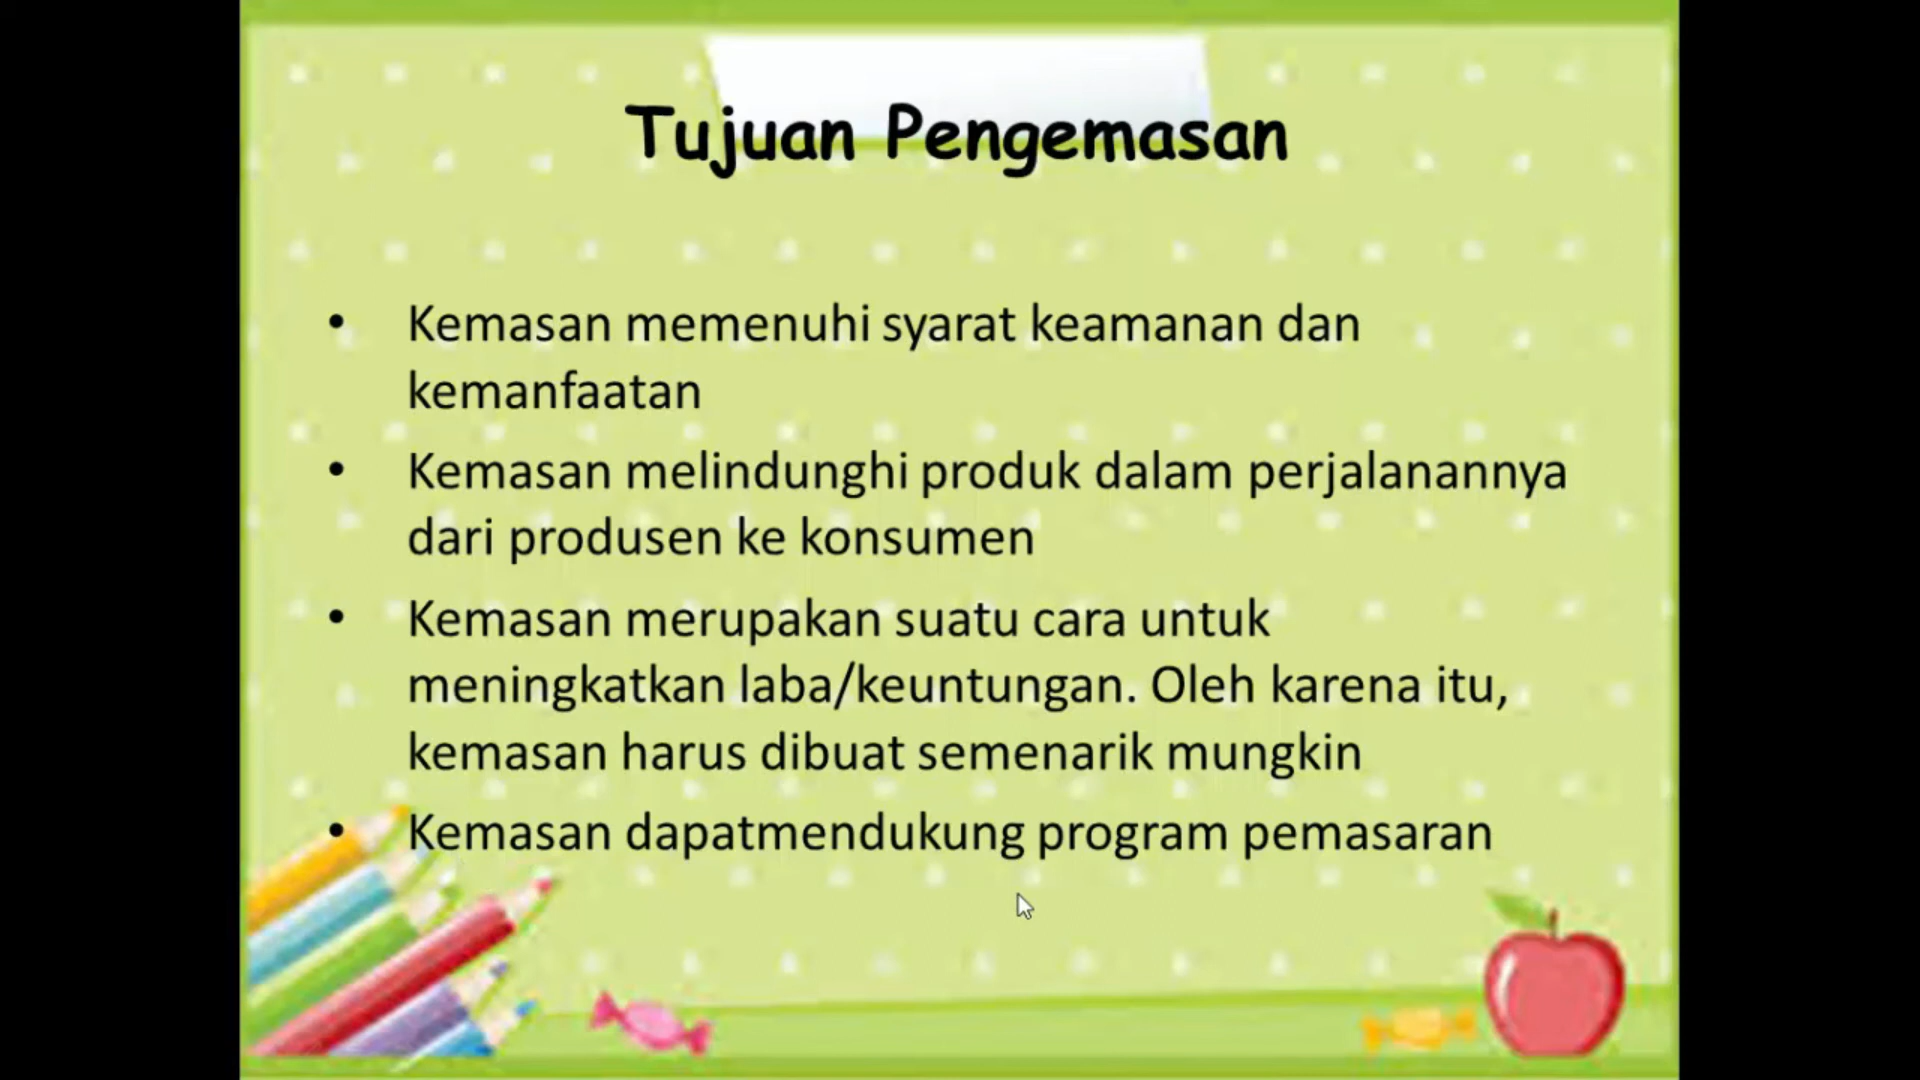 Tujuan Pengemasan
• Kemasan memenuhi syarat keamanan dan
kemanfaatan
• Kemasan melindunghi produk dalam perjalanannya
dari produsen ke konsumen
• Kemasan merupakan suatu cara untuk
meningkatkan laba/keuntungan. Oleh karena itu,
kemasan harus dibuat semenarik mungkin
• Kemasan dapatmendukung program pemasaran